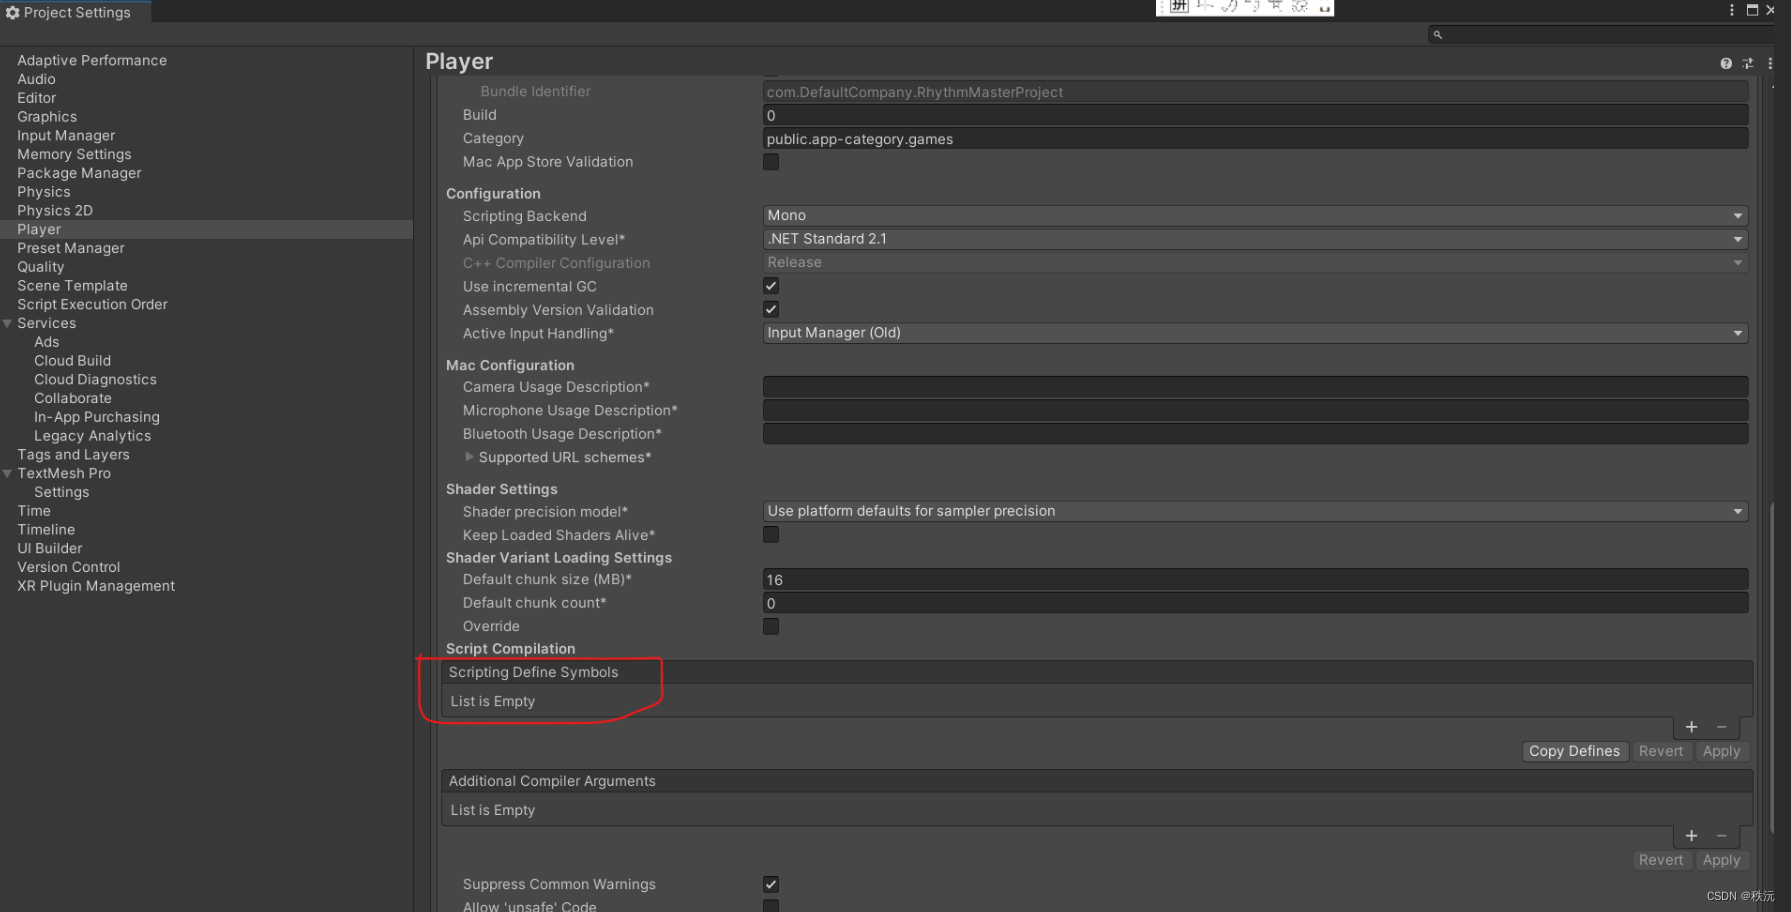 Project Settings
拼
Adaptive Performance
Audio
Editor
Graphics
Input Manager
Memory Settings
Package Manager
Physics
Physics 2D
Player
Preset Manager
Quality
Scene Template
Script Execution Order
Services
Ads
Cloud Build
Cloud Diagnostics
Collaborate
In-App Purchasing
Legacy Analytics
Tags and Layers
TextMesh Pro
Settings
Time
Timeline
UI Builder
Version Control
XR Plugin Management
Player
Bundle Identifier com.DefaultCompany.RhythmMasterProject
Build 0
Category public.app-category.games
Mac App Store Validation
Configuration
Scripting Backend Mono
Api Compatibility Level* .NET Standard 2.1
C++ Compiler Configuration Release
Use incremental GC
Assembly Version Validation
Active Input Handling* Input Manager (Old)
Mac Configuration
Camera Usage Description*
Microphone Usage Description*
Bluetooth Usage Description*
Supported URL schemes*
Shader Settings
Shader precision model* Use platform defaults for sampler precision
Keep Loaded Shaders Alive*
Shader Variant Loading Settings
Default chunk size (MB)* 16
Default chunk count* 0
Override
Script Compilation
Scripting Define Symbols
List is Empty
+ −
Copy Defines Revert Apply
Additional Compiler Arguments
List is Empty
+ −
Revert Apply
Suppress Common Warnings
Allow 'unsafe' Code
CSDN @秩沅